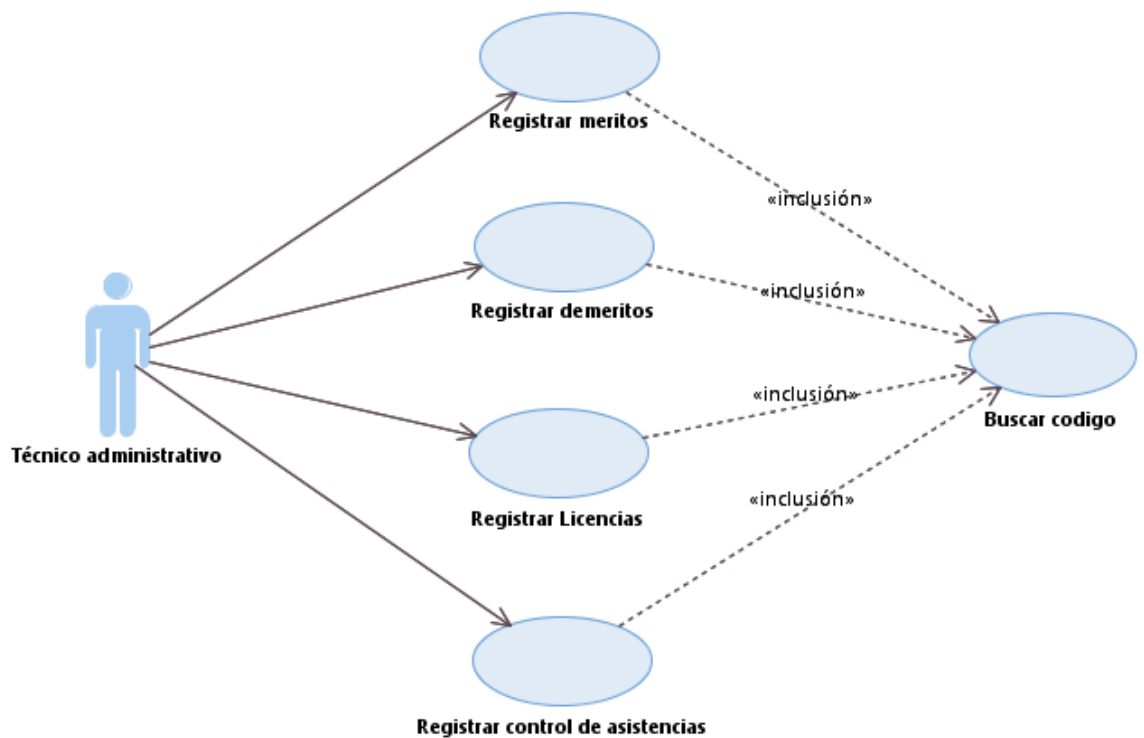 Registrar meritos
«inclusión»
Registrar demeritos
«inclusión»
Técnico administrativo
«inclusión»
Buscar codigo
Registrar Licencias
«inclusión»
Registrar control de asistencias